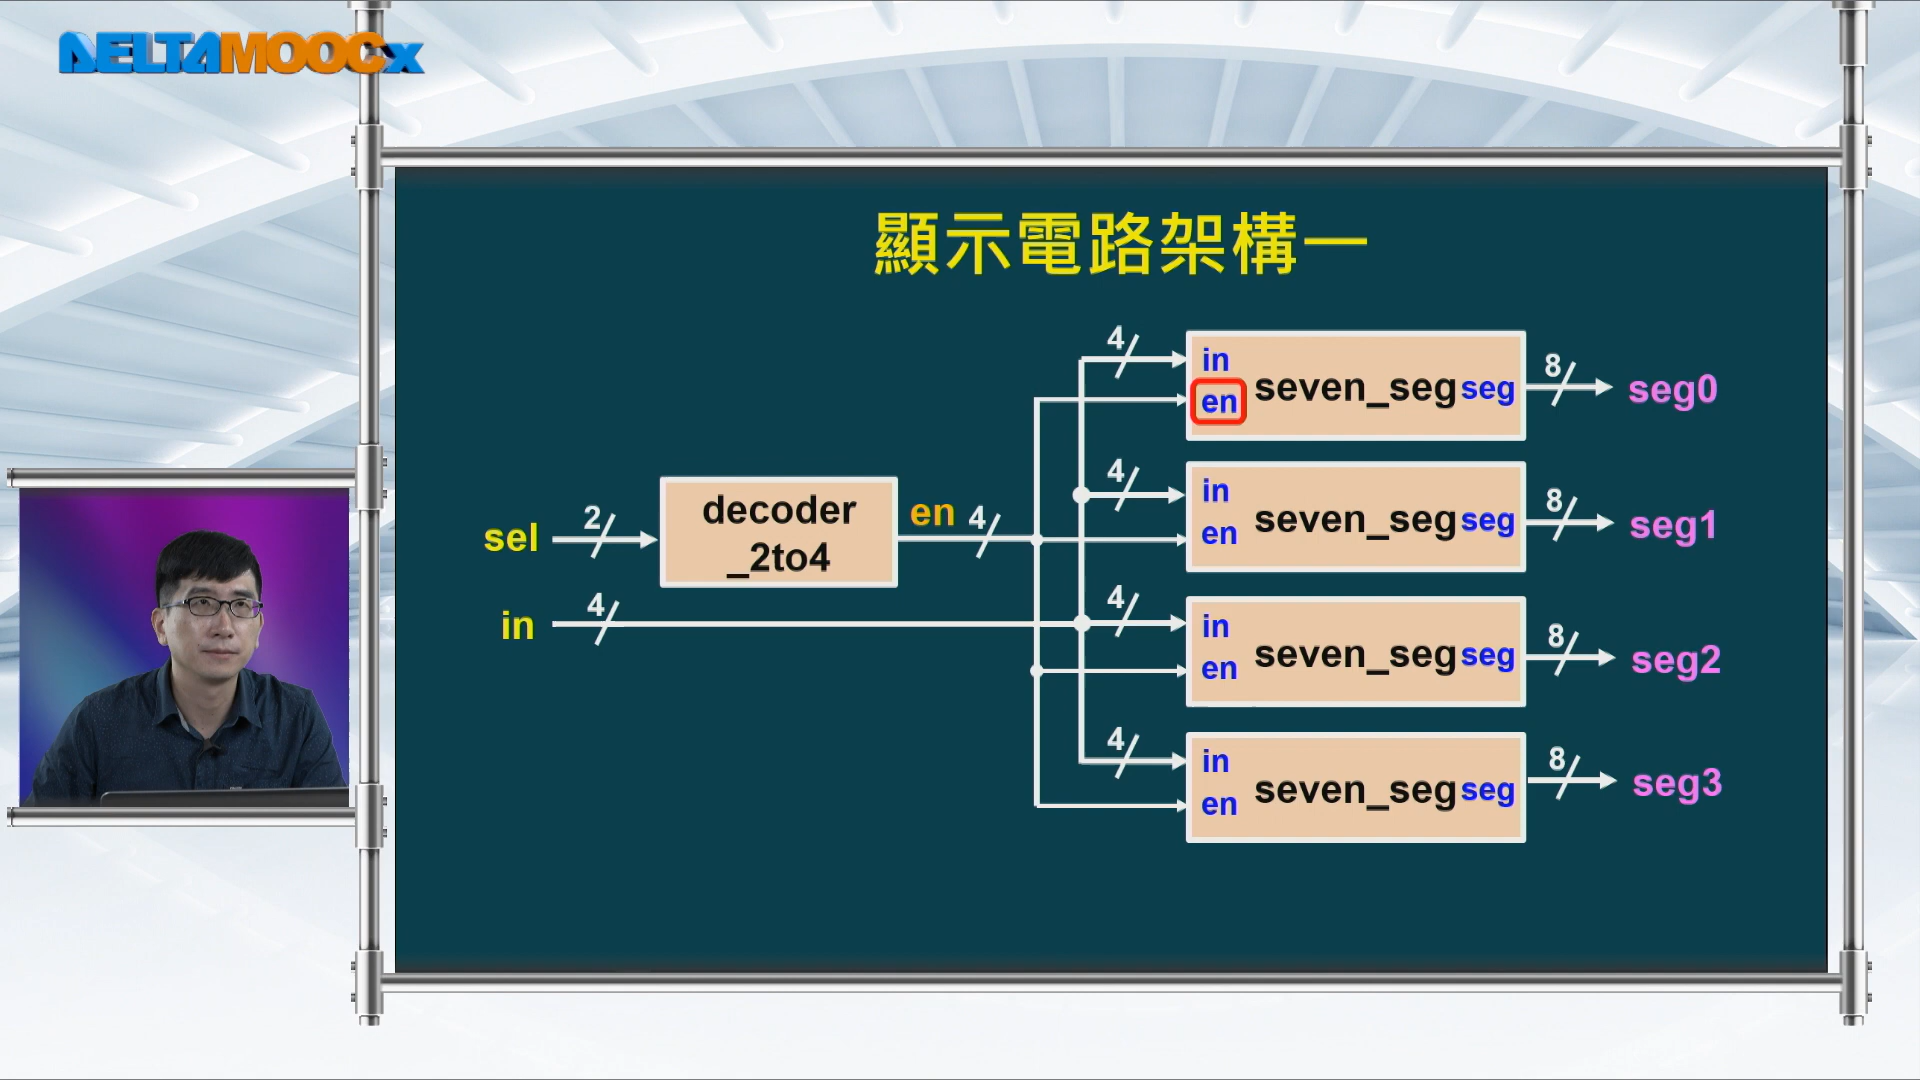 DELTAMOOCx
顯示電路架構一
4
in
en
seven_seg
seg
8
seg0
4
in
en
seven_seg
seg
8
seg1
sel
2
decoder
_2to4
en
4
in
4
4
in
en
seven_seg
seg
8
seg2
4
in
en
seven_seg
seg
8
seg3